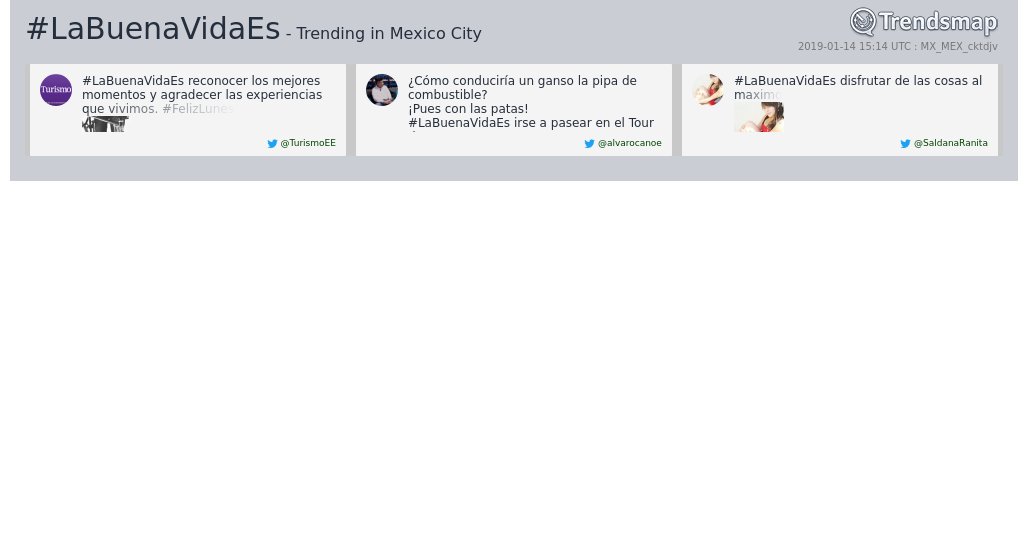 #LaBuenaVidaEs - Trending in Mexico City
Trendsmap
2019-01-14 15:14 UTC : MX_MEX_cktdjv
Turismo
#LaBuenaVidaEs reconocer los mejores
momentos y agradecer las experiencias
que vivimos. #FelizLunes
@TurismoEE
¿Cómo conduciría un ganso la pipa de
combustible?
¡Pues con las patas!
#LaBuenaVidaEs irse a pasear en el Tour
@alvarocanoe
#LaBuenaVidaEs disfrutar de las cosas al
maximo
@SaldanaRanita